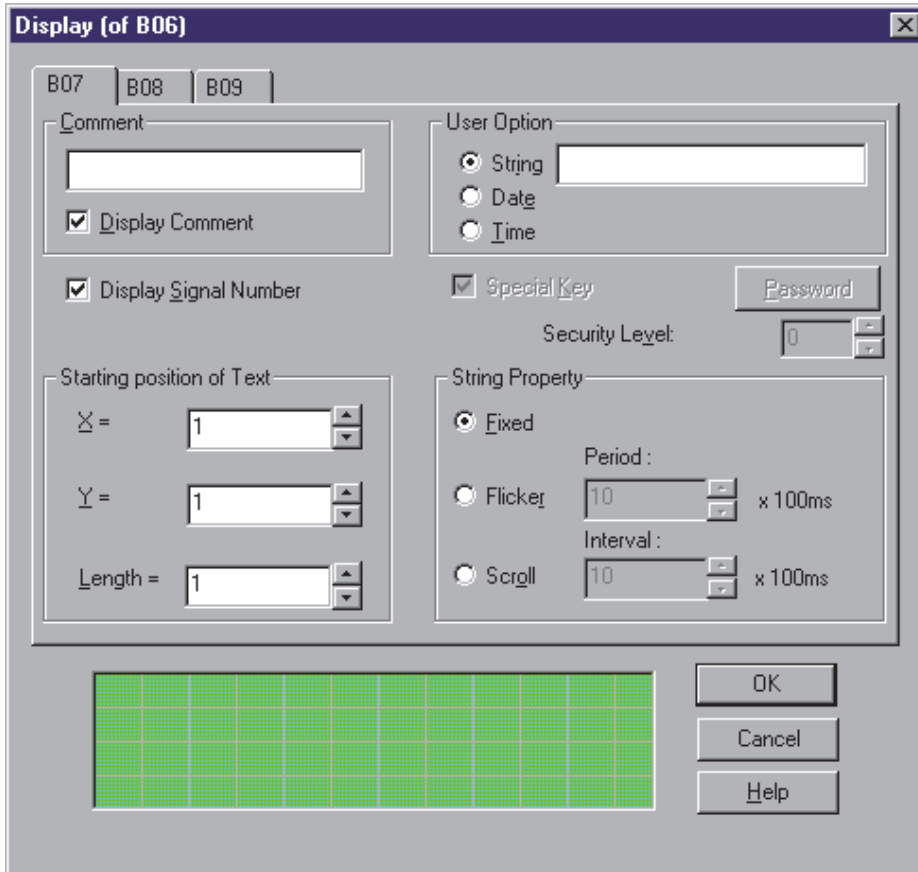 Display (of B06)
B07 B08 B09
Comment
Display Comment
User Option
String
Date
Time
Display Signal Number
Special Key
Password
Security Level:
0
Starting position of Text
X =
1
Y =
1
Length =
1
String Property
Fixed
Period :
Flicker
10
x 100ms
Interval :
Scroll
10
x 100ms
OK
Cancel
Help